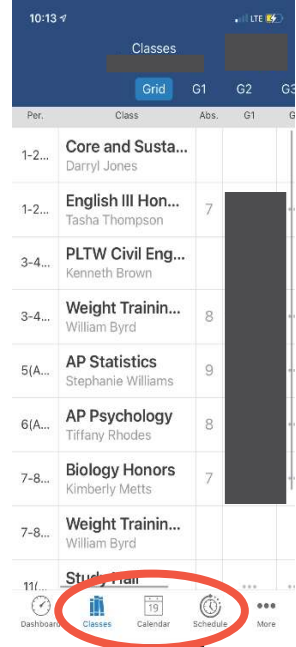 10:13 LTE
Classes
Grid G1 G2 G3
Per. Class Abs. G1
1-2... Core and Susta...
Darryl Jones
1-2... English III Hon... 7
Tasha Thompson
3-4... PLTW Civil Eng...
Kenneth Brown
3-4... Weight Trainin... 8
William Byrd
5(A... AP Statistics 9
Stephanie Williams
6(A... AP Psychology 8
Tiffany Rhodes
7-8... Biology Honors 7
Kimberly Metts
7-8... Weight Trainin...
William Byrd
11(... Study Hall ...
19
Dashboard Classes Calendar Schedule More